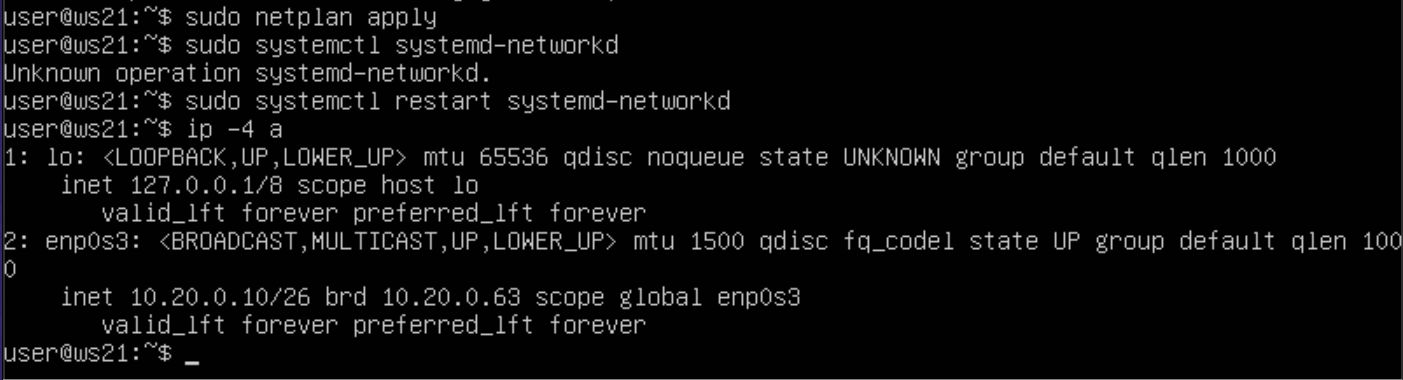 user@ws21:~$ sudo netplan apply
user@ws21:~$ sudo systemctl systemd-networkd
Unknown operation systemd-networkd.
user@ws21:~$ sudo systemctl restart systemd-networkd
user@ws21:~$ ip -4 a
1: lo: <LOOPBACK,UP,LOWER_UP> mtu 65536 qdisc noqueue state UNKNOWN group default qlen 1000
    inet 127.0.0.1/8 scope host lo
       valid_lft forever preferred_lft forever
2: enp0s3: <BROADCAST,MULTICAST,UP,LOWER_UP> mtu 1500 qdisc fq_codel state UP group default qlen 100
0
    inet 10.20.0.10/26 brd 10.20.0.63 scope global enp0s3
       valid_lft forever preferred_lft forever
user@ws21:~$ _